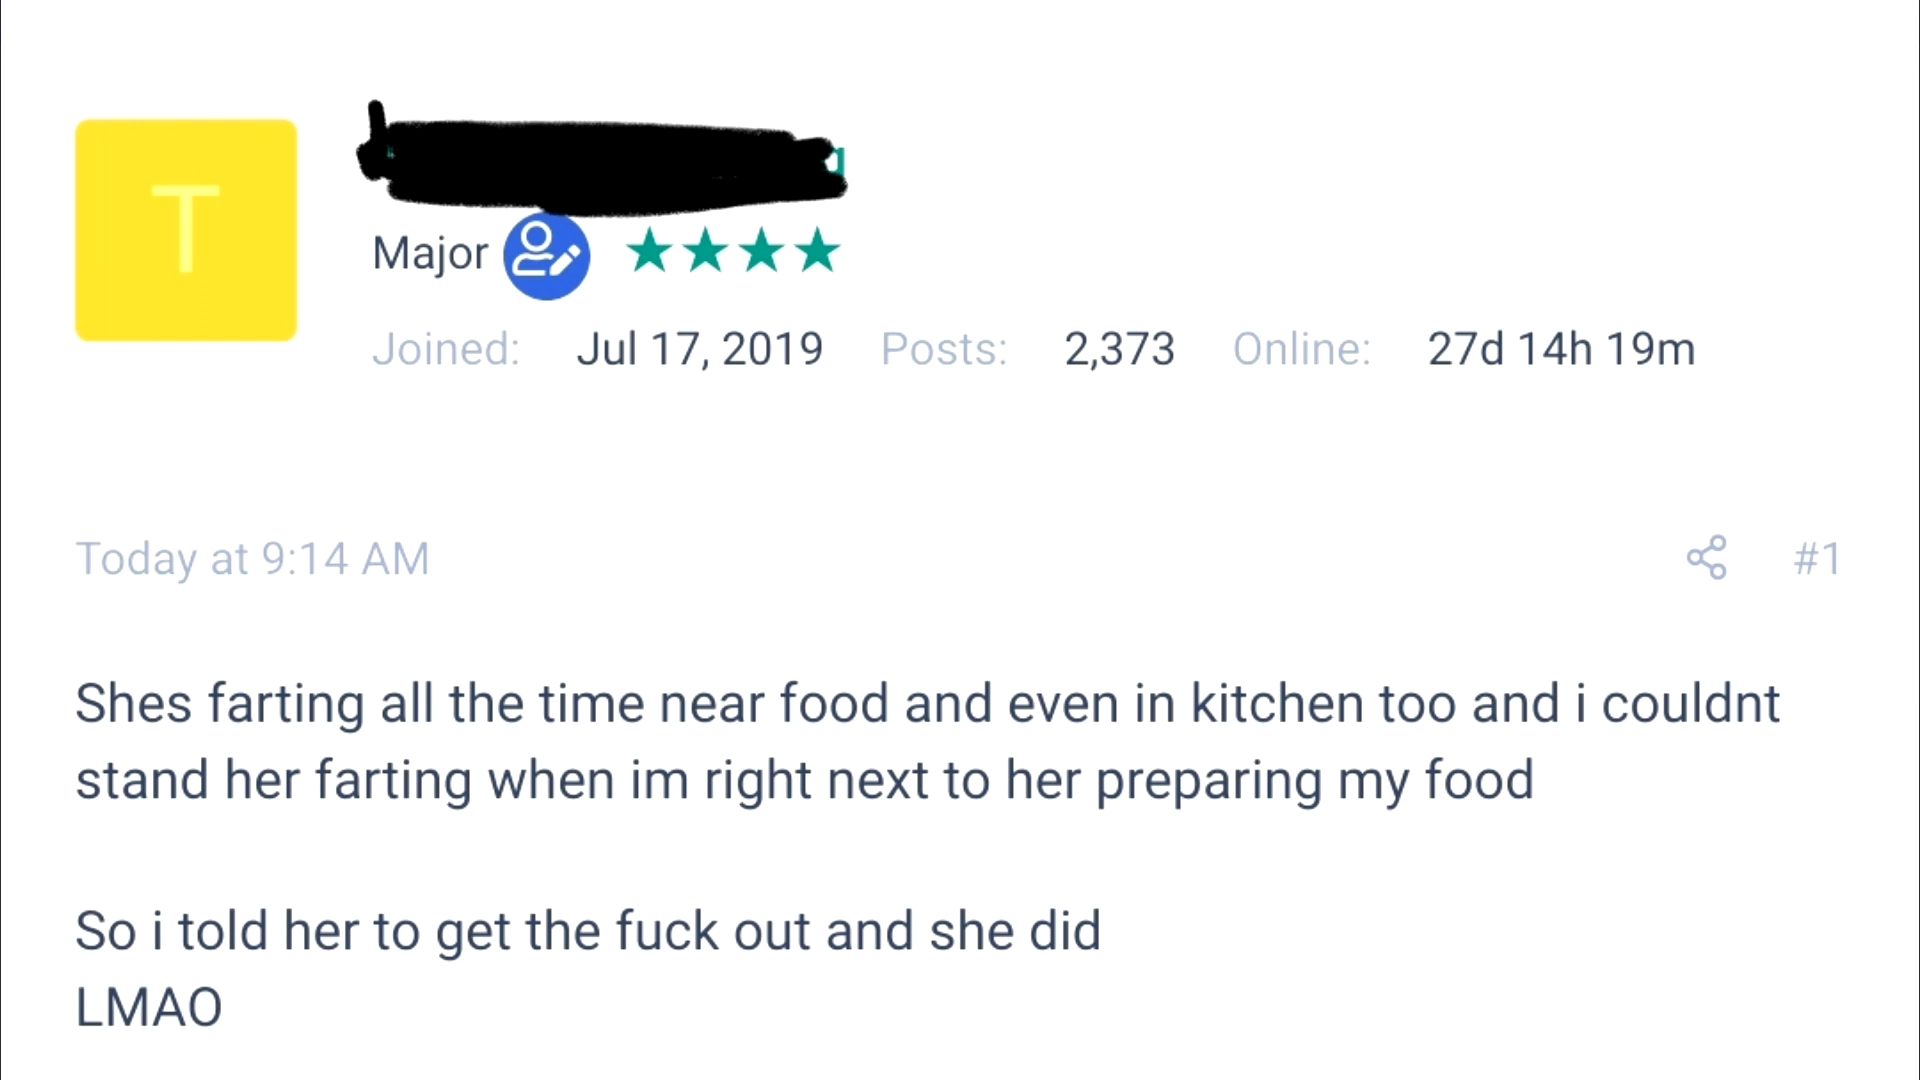 T
Major
Joined: Jul 17, 2019 Posts: 2,373 Online: 27d 14h 19m
Today at 9:14 AM #1
Shes farting all the time near food and even in kitchen too and i couldnt
stand her farting when im right next to her preparing my food
So i told her to get the fuck out and she did
LMAO